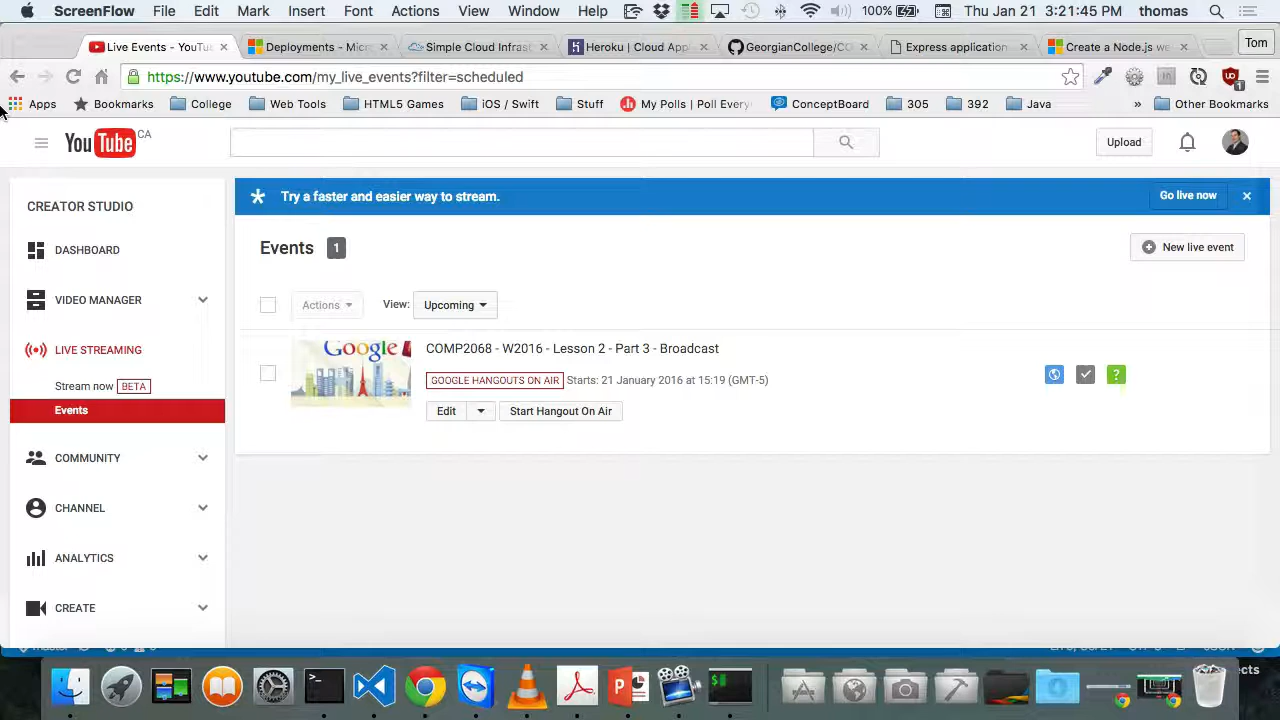 ScreenFlow File Edit Mark Insert Font Actions View Window Help 100% Thu Jan 21 3:21:45 PM thomas
Live Events - YouTu × Deployments - Micr × Simple Cloud Infrast × Heroku | Cloud Appl × GeorgianCollege/CO × Express application × Create a Node.js we × Tom
https://www.youtube.com/my_live_events?filter=scheduled
Apps Bookmarks College Web Tools HTML5 Games iOS / Swift Stuff My Polls | Poll Every ConceptBoard 305 392 Java » Other Bookmarks
YouTube CA Upload
CREATOR STUDIO
DASHBOARD
VIDEO MANAGER
LIVE STREAMING
Stream now BETA
Events
COMMUNITY
CHANNEL
ANALYTICS
CREATE
Try a faster and easier way to stream. Go live now ×
Events 1 New live event
Actions View: Upcoming
Google
COMP2068 - W2016 - Lesson 2 - Part 3 - Broadcast
GOOGLE HANGOUTS ON AIR Starts: 21 January 2016 at 15:19 (GMT-5)
Edit Start Hangout On Air